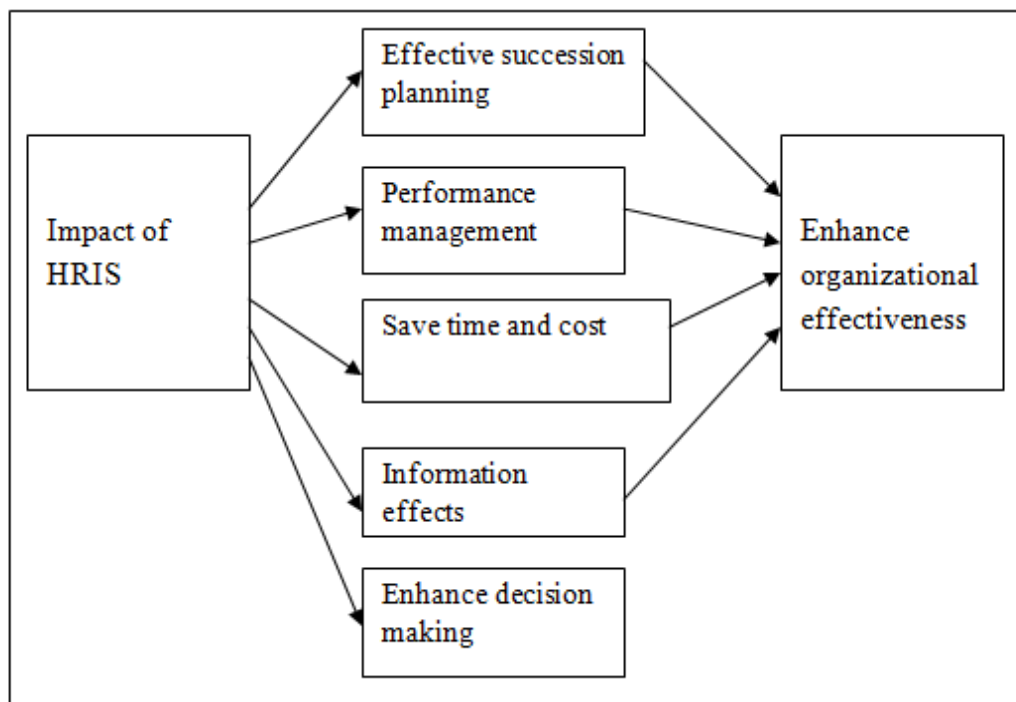 Impact of
HRIS
Effective succession
planning
Performance
management
Save time and cost
Information
effects
Enhance decision
making
Enhance
organizational
effectiveness